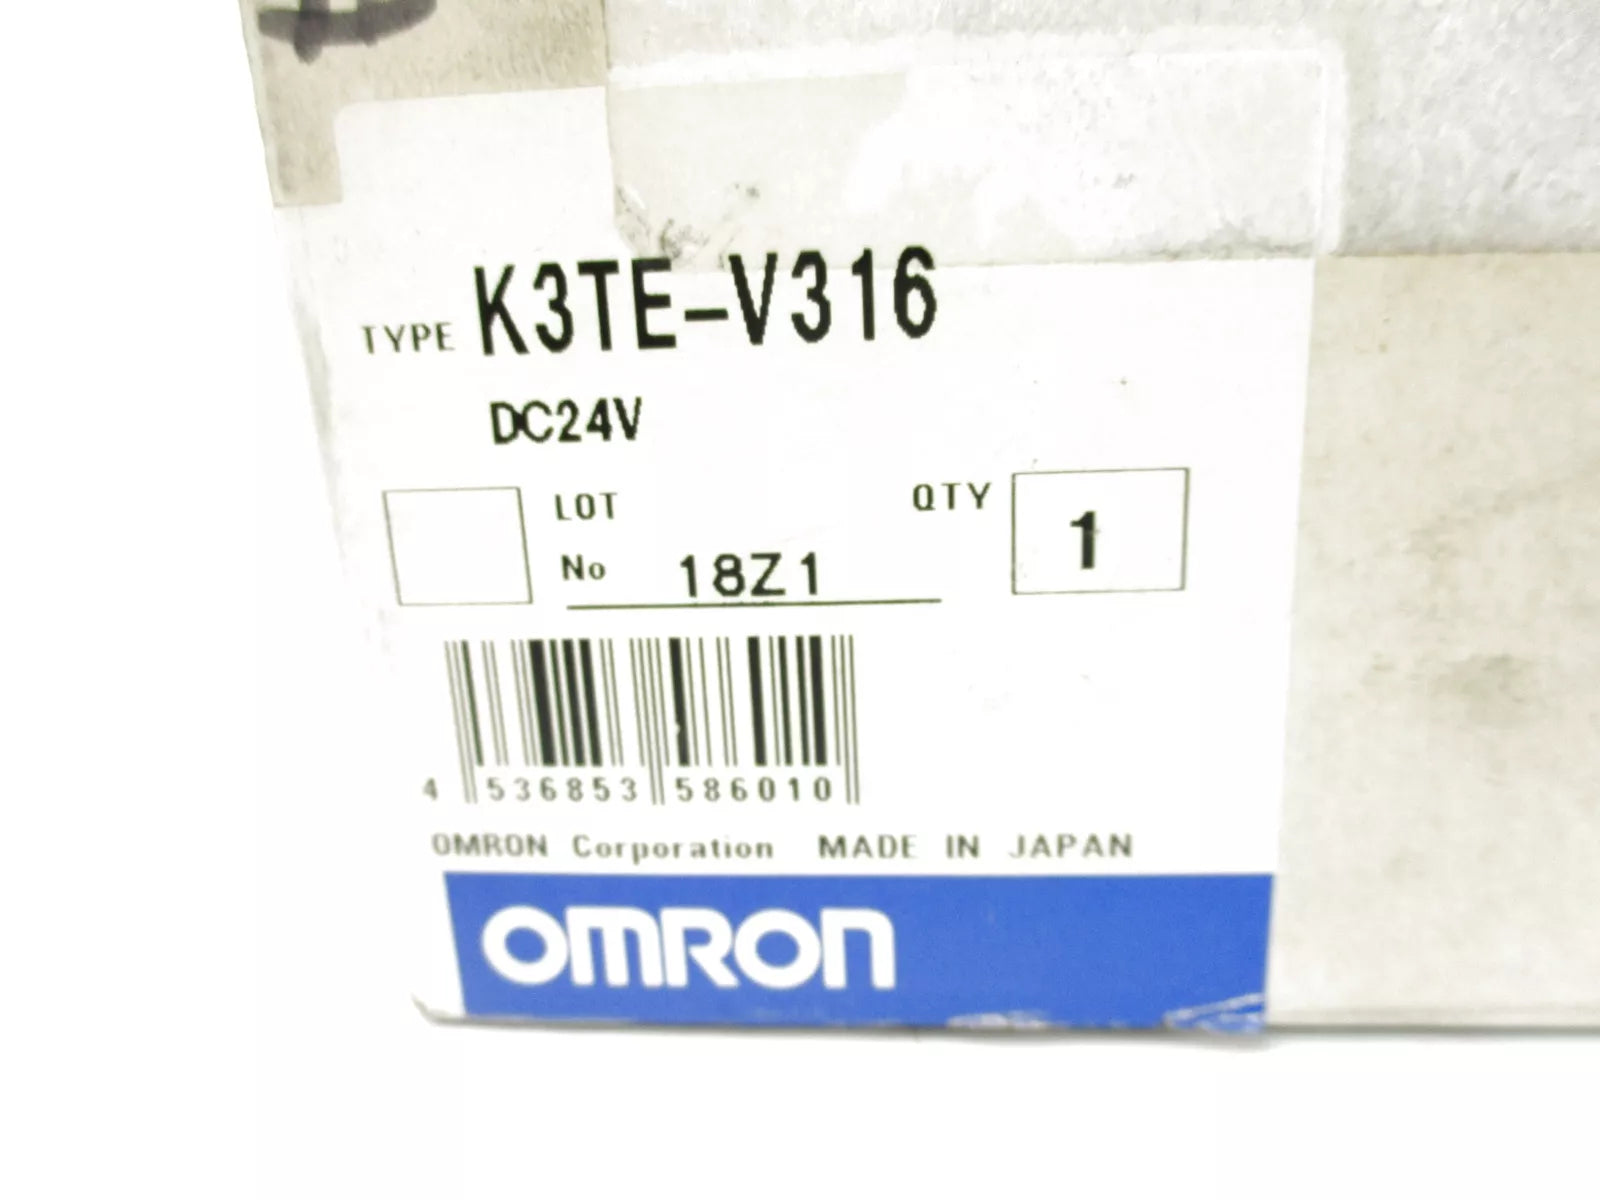 TYPE K3TE-V316
DC24V
LOT
No 18Z1
QTY 1
4 536853 586010
OMRON Corporation MADE IN JAPAN
OMRON